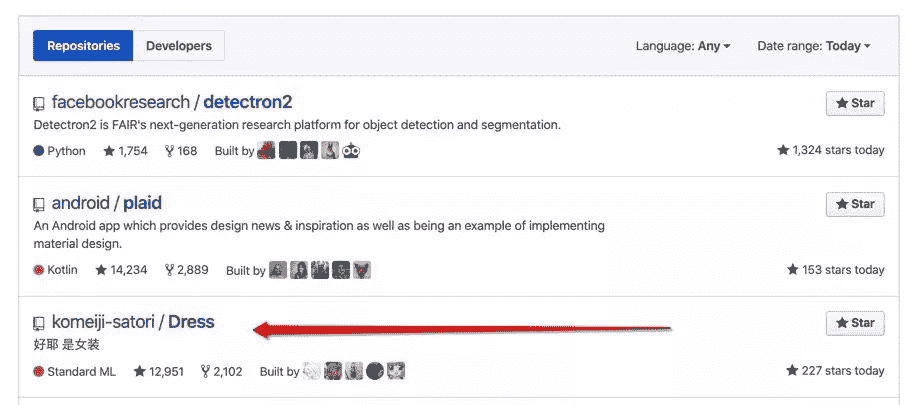 Repositories Developers Language: Any Date range: Today
facebookresearch / detectron2 Star
Detectron2 is FAIR's next-generation research platform for object detection and segmentation.
Python 1,754 168 Built by 1,324 stars today
android / plaid Star
An Android app which provides design news & inspiration as well as being an example of implementing
material design.
Kotlin 14,234 2,889 Built by 153 stars today
komeiji-satori / Dress Star
好耶 是女装
Standard ML 12,951 2,102 Built by 227 stars today